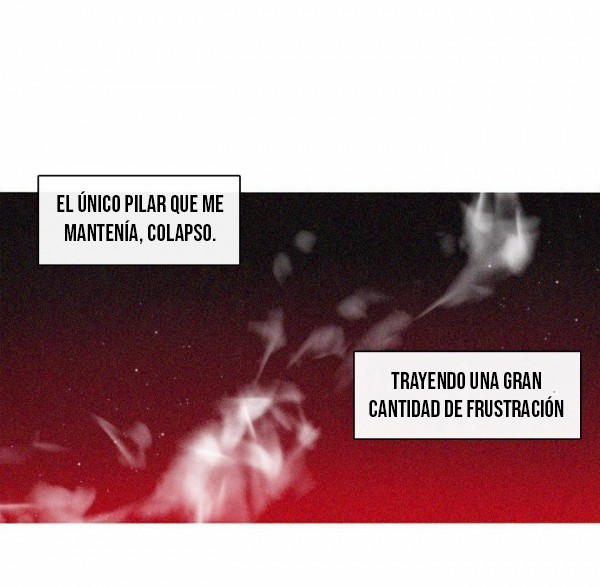 EL ÚNICO PILAR QUE ME
MANTENÍA, COLAPSO.
TRAYENDO UNA GRAN
CANTIDAD DE FRUSTRACIÓN